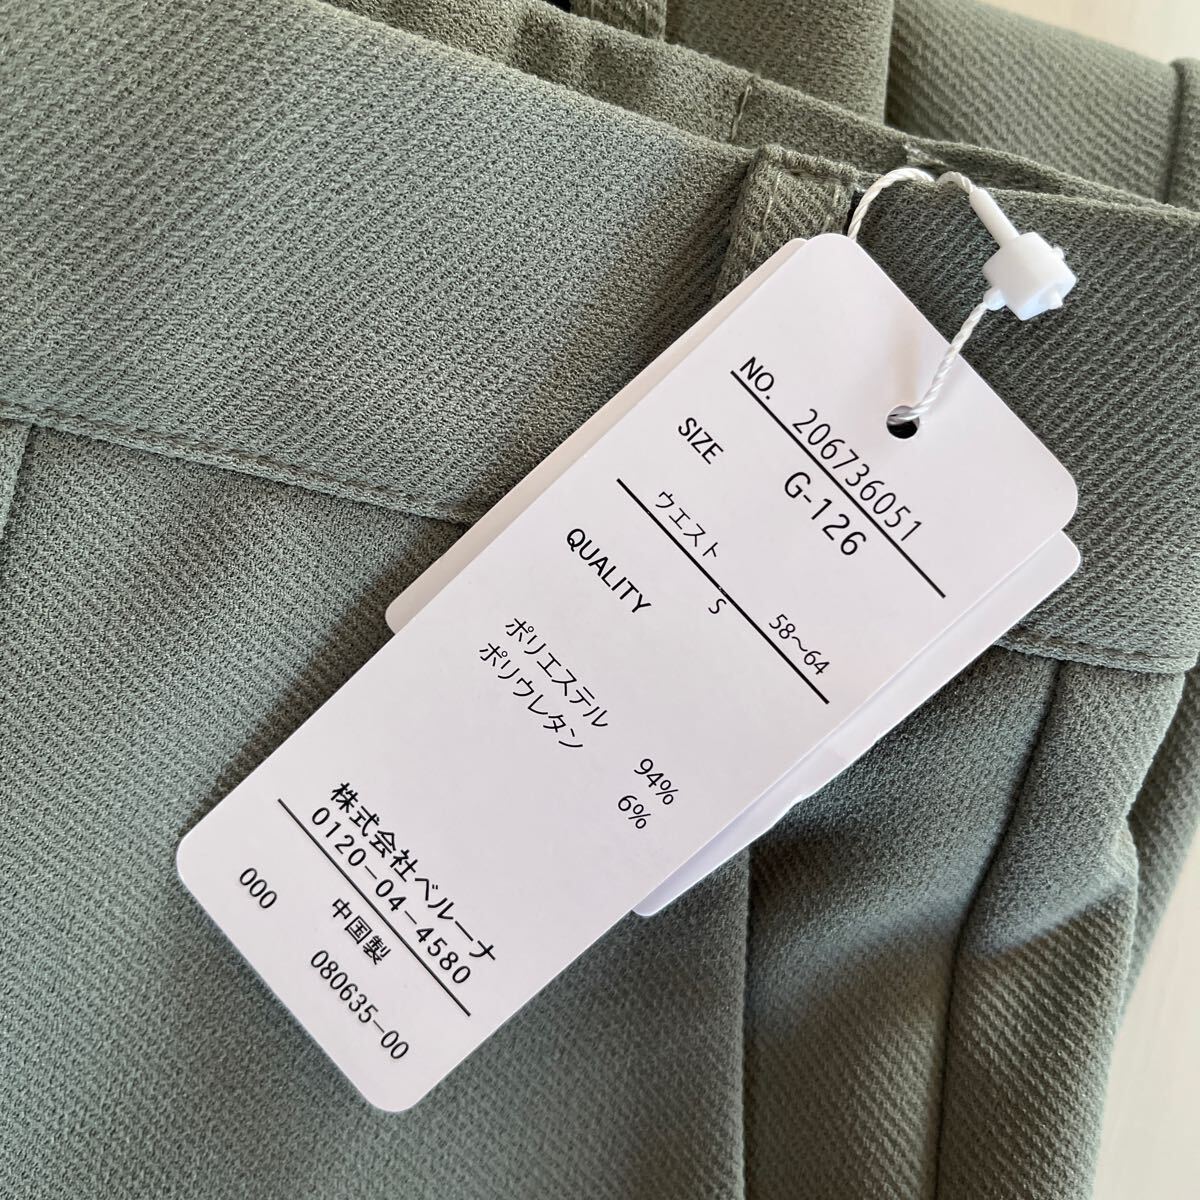 NO. 206736051
SIZE G-126
ウエスト S 58～64
QUALITY
ポリエステル 94%
ポリウレタン 6%
株式会社ベルーナ
0120-04-4580
中国製
000 080635-00